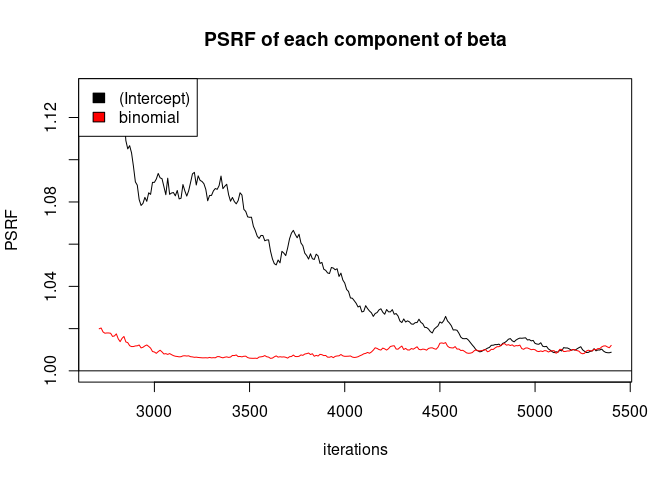 PSRF of each component of beta
(Intercept)
binomial
PSRF
1.12
1.08
1.04
1.00
3000 3500 4000 4500 5000 5500
iterations